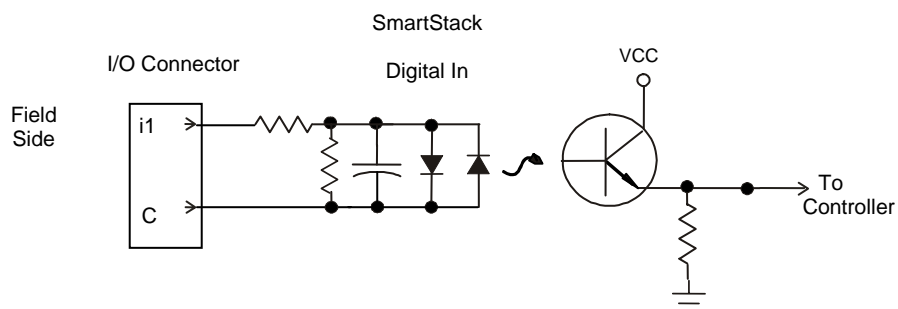 SmartStack
Digital In
I/O Connector
Field
Side
i1
C
VCC
To
Controller